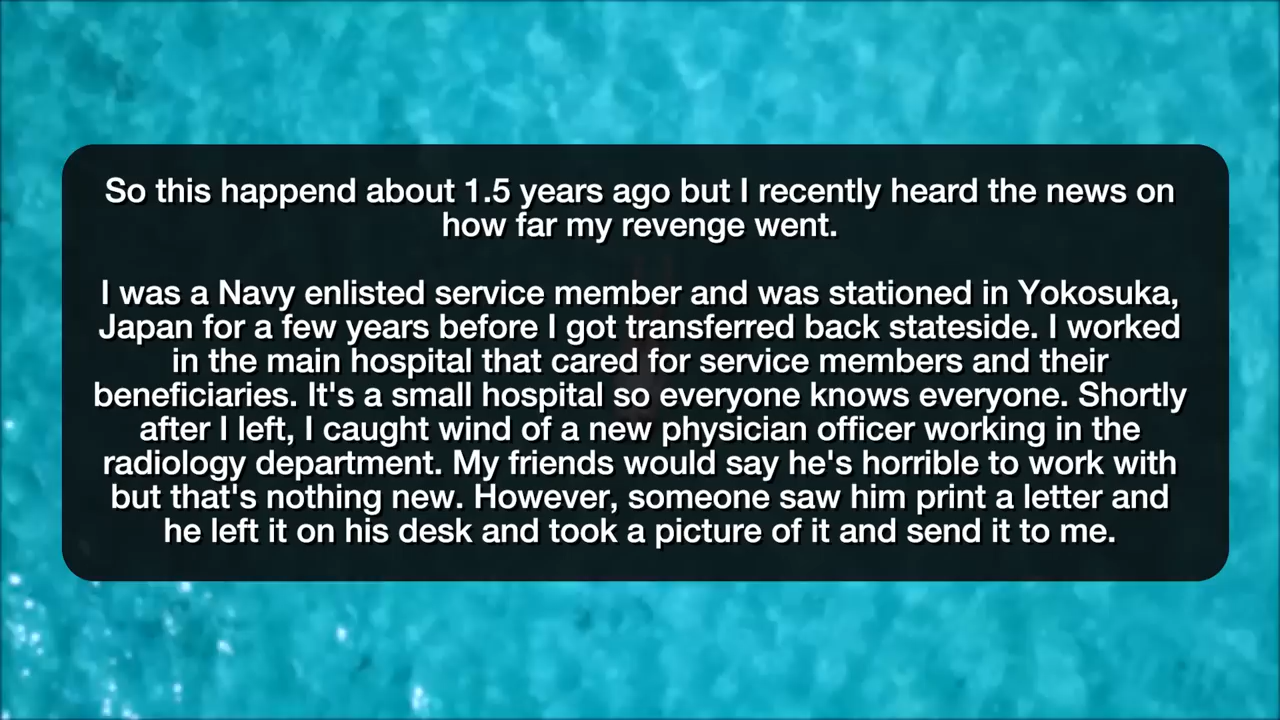 So this happend about 1.5 years ago but I recently heard the news on
how far my revenge went.
I was a Navy enlisted service member and was stationed in Yokosuka,
Japan for a few years before I got transferred back stateside. I worked
in the main hospital that cared for service members and their
beneficiaries. It's a small hospital so everyone knows everyone. Shortly
after I left, I caught wind of a new physician officer working in the
radiology department. My friends would say he's horrible to work with
but that's nothing new. However, someone saw him print a letter and
he left it on his desk and took a picture of it and send it to me.